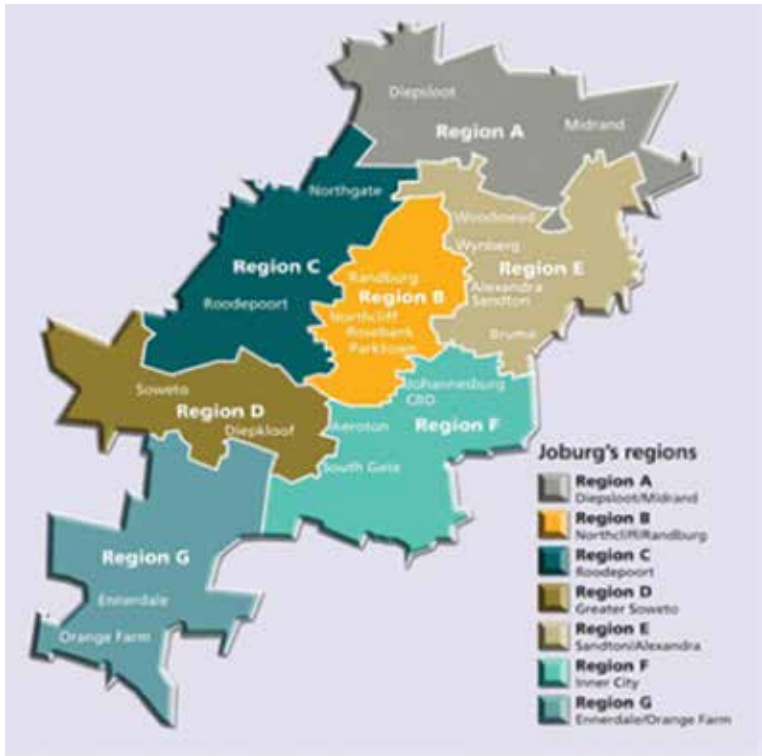 Diepsloot
Region A
Midrand
Northgate
Woodmead
Wynberg
Region C
Region E
Randburg
Region B
Alexandra
Sandton
Roodepoort
Northcliff
Rosebank
Parktown
Bruma
Johannesburg
CBD
Soweto
Region D
Diepkloof
Aeroton
Region F
South Gate
Region G
Ennerdale
Orange Farm
Joburg's regions
Region A
Diepsloot/Midrand
Region B
Northcliff/Randburg
Region C
Roodepoort
Region D
Greater Soweto
Region E
Sandton/Alexandra
Region F
Inner City
Region G
Ennerdale/Orange Farm